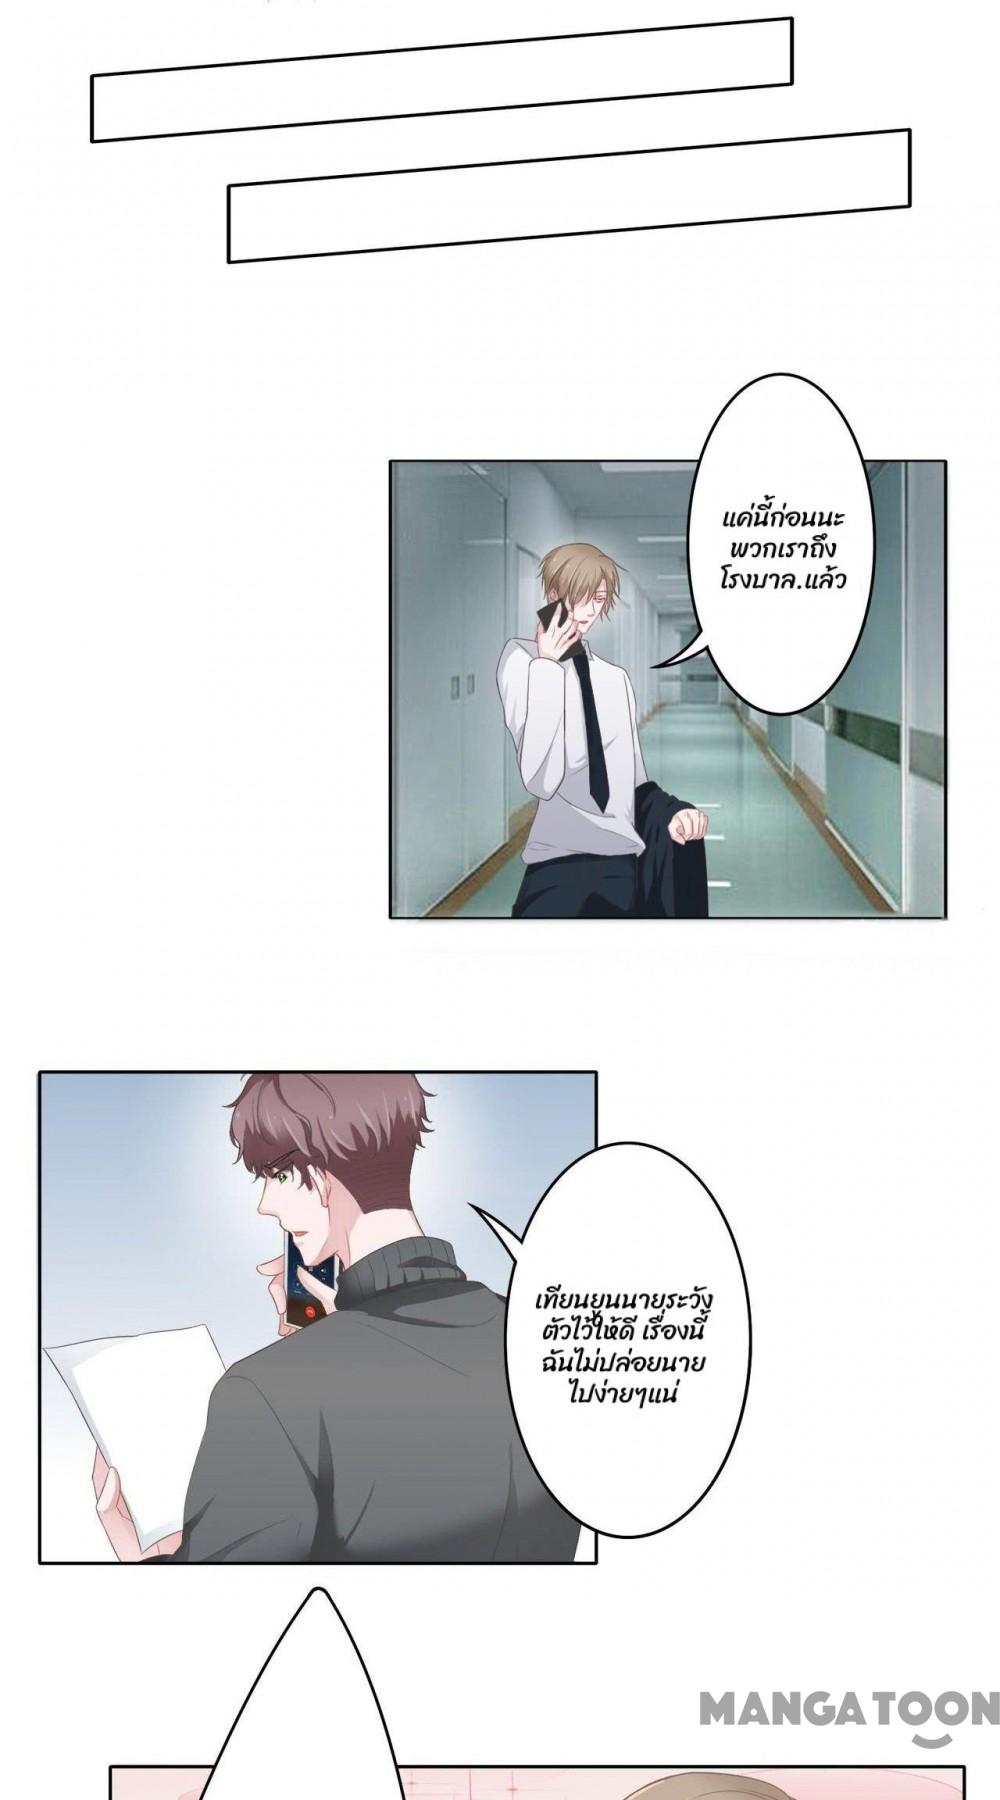 แค่นี้ก่อนนะ
พวกเราถึง
โรงบาล.แล้ว
เทียนยูนนายระวัง
ตัวไว้ให้ดี เรื่องนี้
ฉันไม่ปล่อยนาย
ไปง่ายๆแน่
MANGATOON